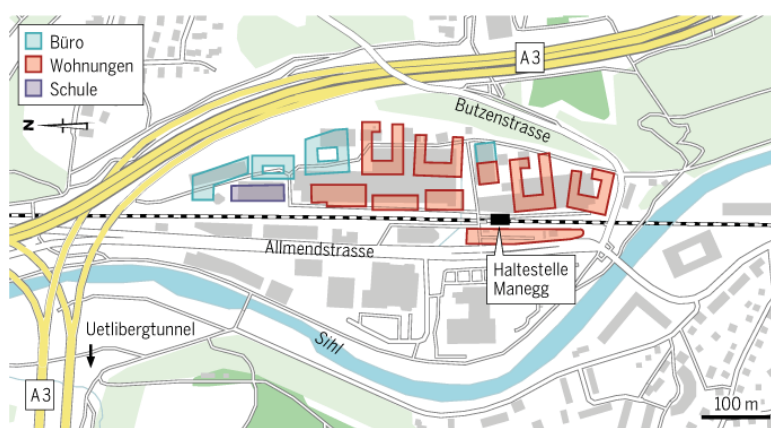 Büro
Wohnungen
Schule
N
A3
Butzenstrasse
Allmendstrasse
Haltestelle
Manegg
Uetlibergtunnel
Sihl
A3
100 m